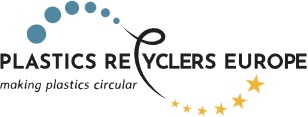 PLASTICS RECYCLERS EUROPE
making plastics circular